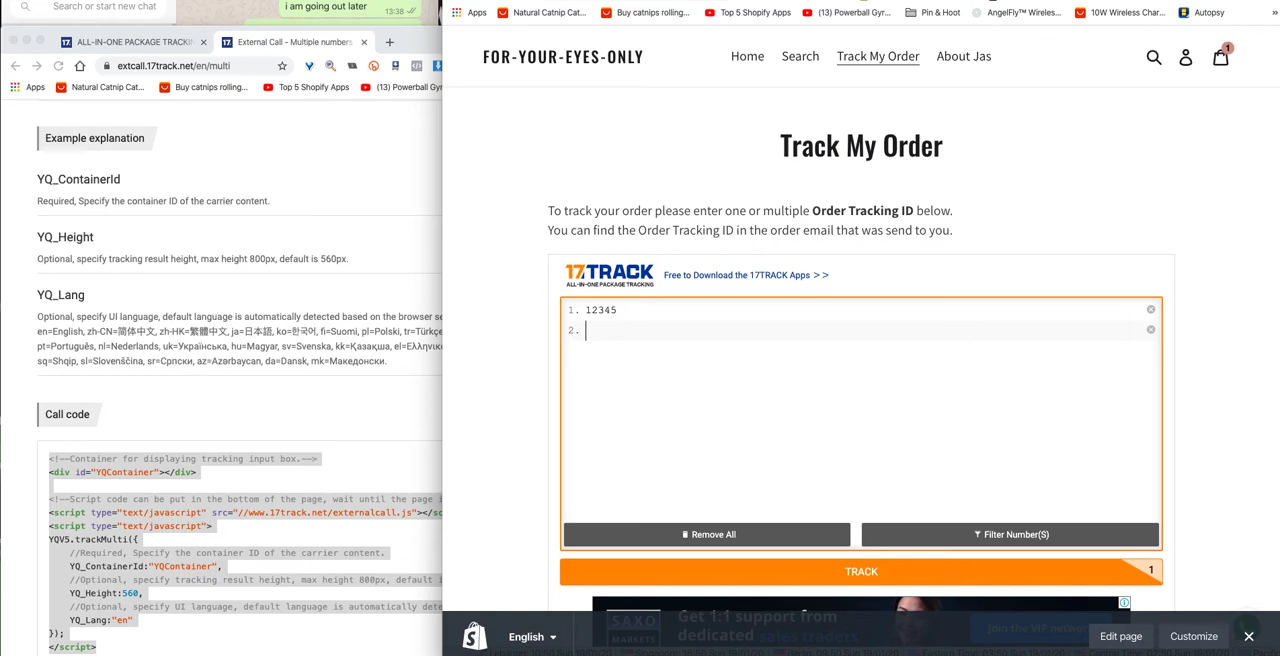 Search or start new chat
i am going out later
13:38
ALL-IN-ONE PACKAGE TRACKI
External Call - Multiple numbers
extcall.17track.net/en/multi
Apps
Natural Catnip Cat...
Buy catnips rolling...
Top 5 Shopify Apps
(13) Powerball Gyr
Example explanation
YQ_ContainerId
Required, Specify the container ID of the carrier content.
YQ_Height
Optional, specify tracking result height, max height 800px, default is 560px.
YQ_Lang
Optional, specify UI language, default language is automatically detected based on the browser se
en=English, zh-CN=简体中文, zh-HK=繁體中文, ja=日本語, ko=한국어, fi=Suomi, pl=Polski, tr=Türkçe
pt=Português, nl=Nederlands, uk=Українська, hu=Magyar, sv=Svenska, kk=Қазақша, el=Ελληνικ
sq=Shqip, sl=Slovenščina, sr=Српски, az=Azərbaycan, da=Dansk, mk=Македонски.
Call code
<!--Container for displaying tracking input box.-->
<div id="YQContainer"></div>
<!--Script code can be put in the bottom of the page, wait until the page i
<script type="text/javascript" src="//www.17track.net/externalcall.js"></sc
<script type="text/javascript">
YQV5.trackMulti({
//Required, Specify the container ID of the carrier content.
YQ_ContainerId:"YQContainer",
//Optional, specify tracking result height, max height 800px, default i
YQ_Height:560,
//Optional, specify UI language, default language is automatically dete
YQ_Lang:"en"
});
</script>
Apps
Natural Catnip Cat...
Buy catnips rolling...
Top 5 Shopify Apps
(13) Powerball Gyr...
Pin & Hoot
AngelFly™ Wireles...
10W Wireless Char...
Autopsy
»
FOR-YOUR-EYES-ONLY
Home
Search
Track My Order
About Jas
1
Track My Order
To track your order please enter one or multiple Order Tracking ID below.
You can find the Order Tracking ID in the order email that was send to you.
17TRACK
ALL-IN-ONE PACKAGE TRACKING
Free to Download the 17TRACK Apps > >
1. 12345
2.
Remove All
Filter Number(S)
TRACK
1
SAXO
MARKETS
Get 1:1 support from
dedicated sales traders
Join the VIP networ
English
Edit page
Customize